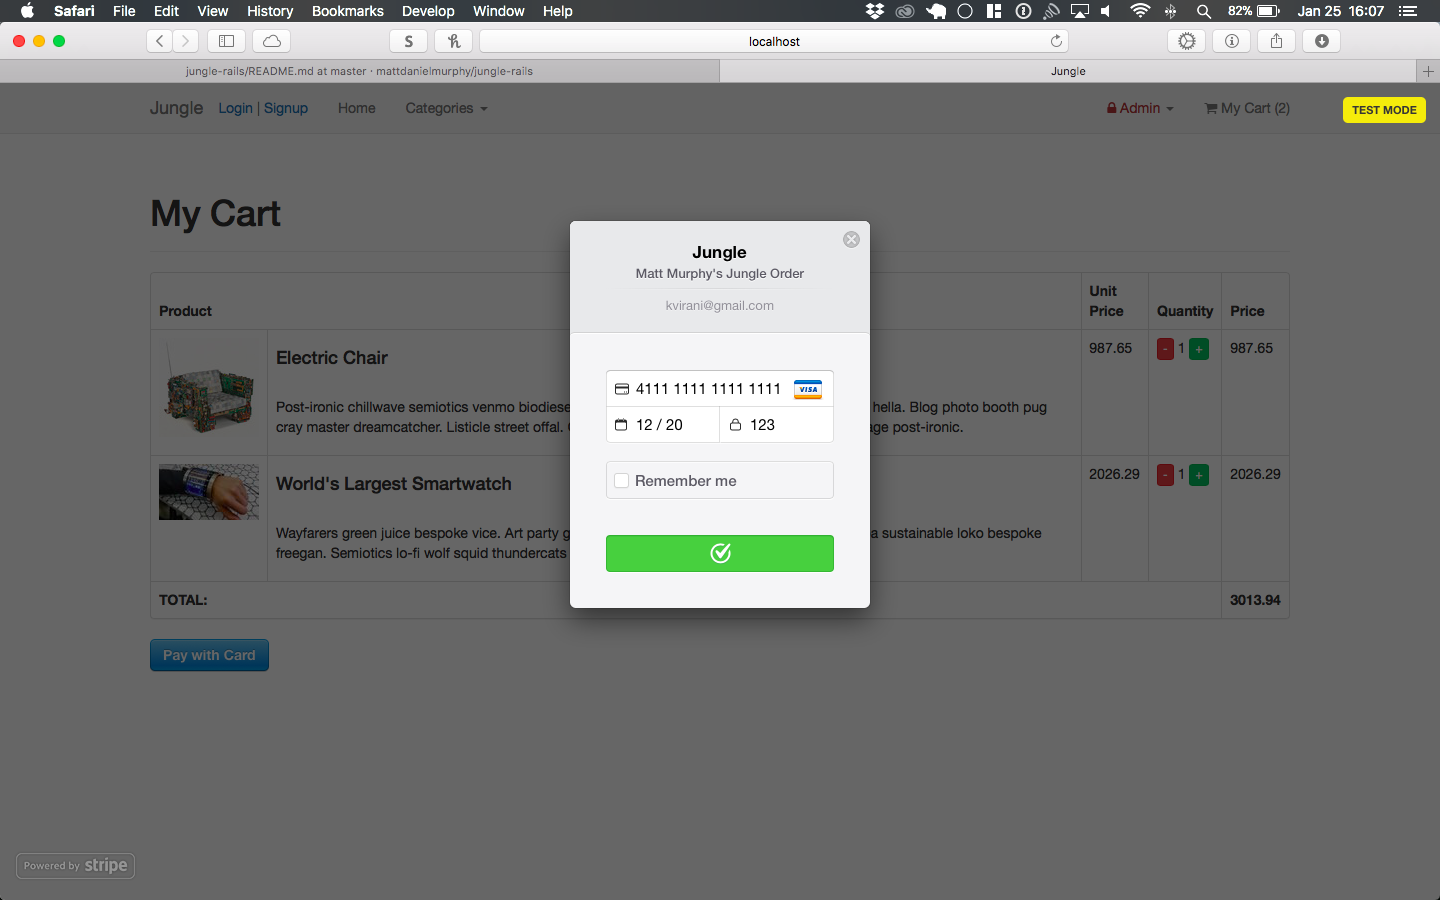 Safari File Edit View History Bookmarks Develop Window Help 82% Jan 25 16:07
S localhost
jungle-rails/README.md at master · mattdanielmurphy/jungle-rails Jungle
Jungle Login | Signup Home Categories Admin My Cart (2) TEST MODE
My Cart
Product Unit Price Quantity Price
Electric Chair 987.65 - 1 + 987.65
Post-ironic chillwave semiotics venmo hella. Blog photo booth pug
cray master dreamcatcher. Listicle street offal. post-ironic.
World's Largest Smartwatch 2026.29 - 1 + 2026.29
Wayfarers green juice bespoke vice. Art party a sustainable loko bespoke
freegan. Semiotics lo-fi wolf squid thundercats
TOTAL: 3013.94
Pay with Card
Jungle
Matt Murphy's Jungle Order
kvirani@gmail.com
4111 1111 1111 1111 VISA
12 / 20 123
Remember me
Powered by stripe